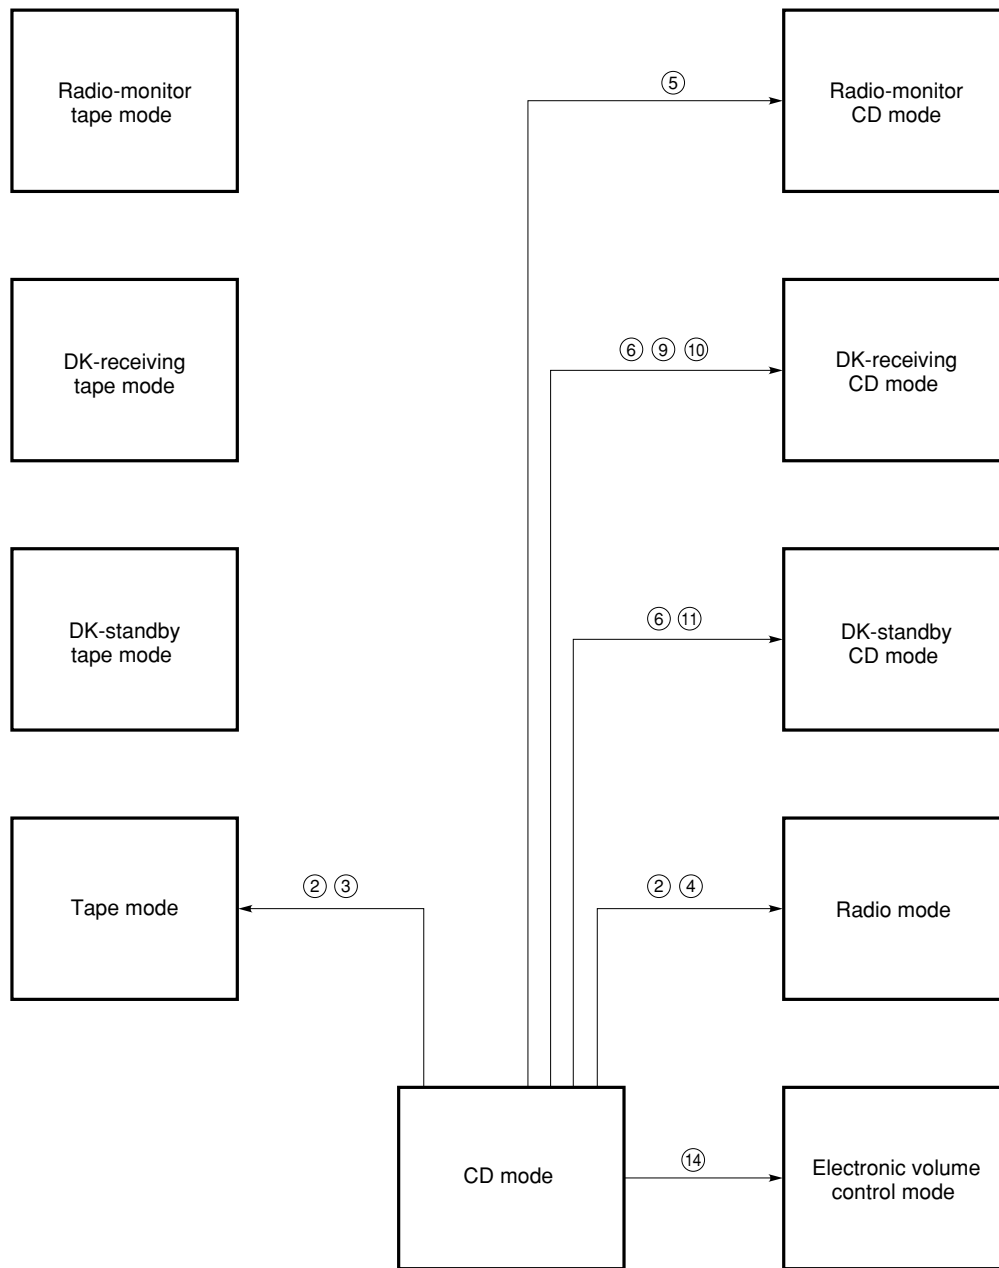 Radio-monitor
tape mode
⑤
Radio-monitor
CD mode
DK-receiving
tape mode
⑥ ⑨ ⑩
DK-receiving
CD mode
DK-standby
tape mode
⑥ ⑪
DK-standby
CD mode
Tape mode
② ③
② ④
Radio mode
CD mode
⑭
Electronic volume
control mode